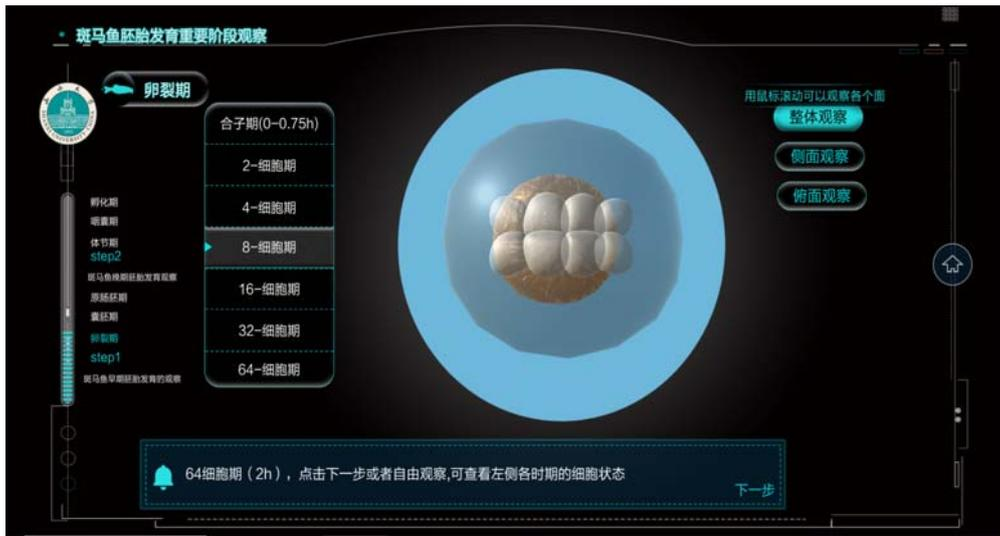 斑马鱼胚胎发育重要阶段观察
卵裂期
合子期(0-0.75h)
2-细胞期
4-细胞期
8-细胞期
16-细胞期
32-细胞期
64-细胞期
用鼠标滚动可以观察各个面
整体观察
侧面观察
俯面观察
孵化期
咽囊期
体节期
step2
斑马鱼晚期胚胎发育观察
原肠胚期
囊胚期
卵裂期
step1
斑马鱼早期胚胎发育的观察
64细胞期（2h），点击下一步或者自由观察,可查看左侧各时期的细胞状态
下一步